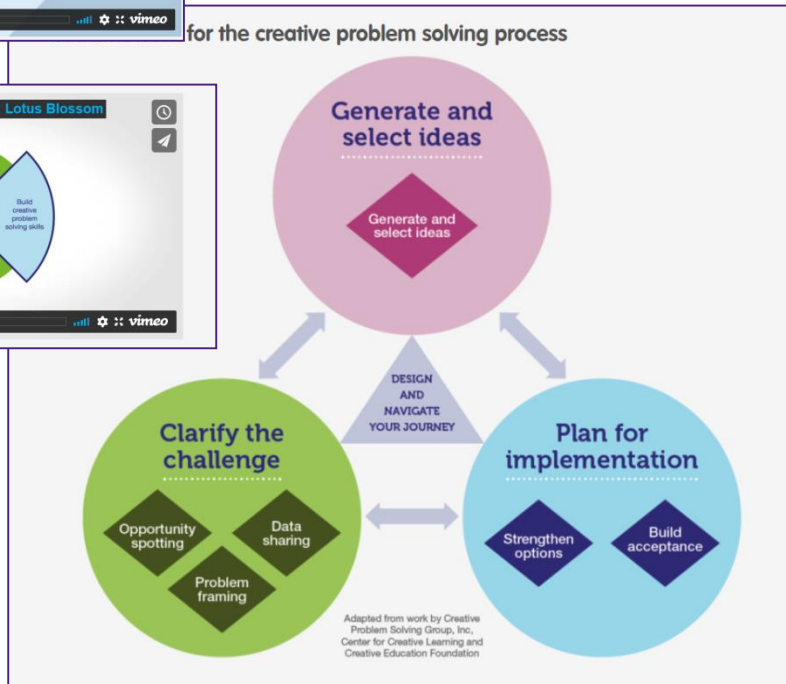 vimeo
for the creative problem solving process
Lotus Blossom
Build
creative
problem
solving skills
vimeo
Generate and
select ideas
Generate and
select ideas
DESIGN
AND
NAVIGATE
YOUR JOURNEY
Clarify the
challenge
Opportunity
spotting
Data
sharing
Problem
framing
Plan for
implementation
Strengthen
options
Build
acceptance
Adapted from work by Creative
Problem Solving Group, Inc,
Center for Creative Learning and
Creative Education Foundation